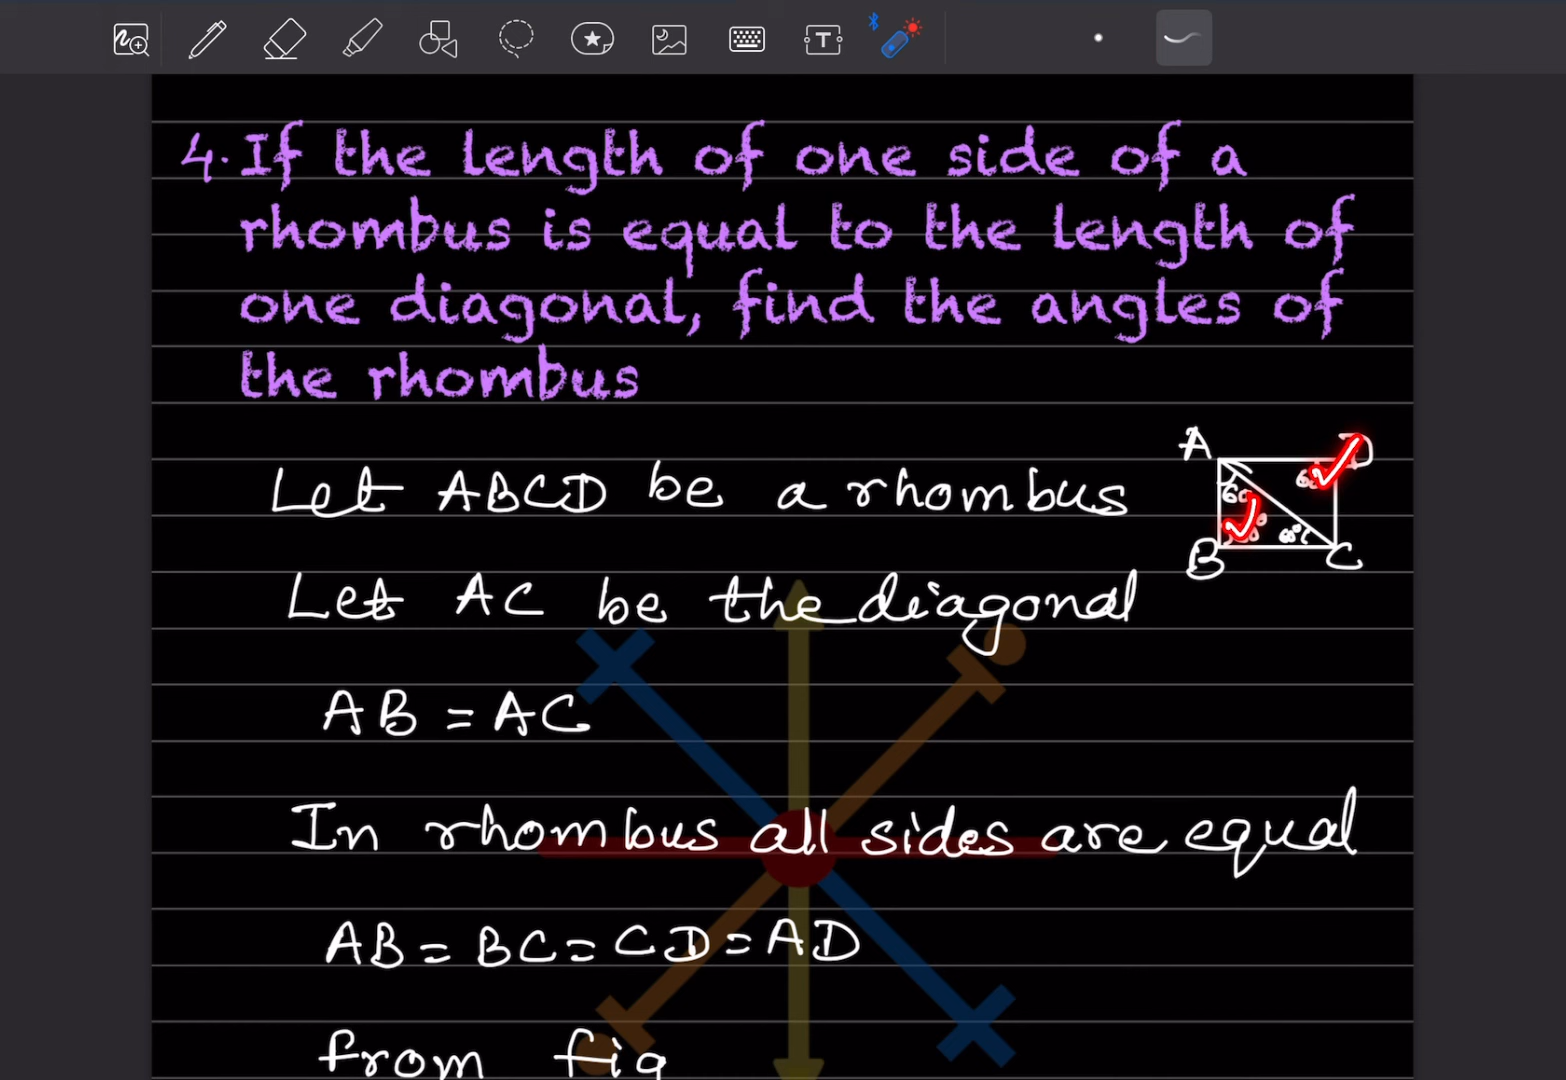 4. If the length of one side of a
rhombus is equal to the length of
one diagonal, find the angles of
the rhombus
A D
Let ABCD be a rhombus
B C
Let AC be the diagonal
AB = AC
In rhombus all sides are equal
AB = BC = CD = AD
from fig